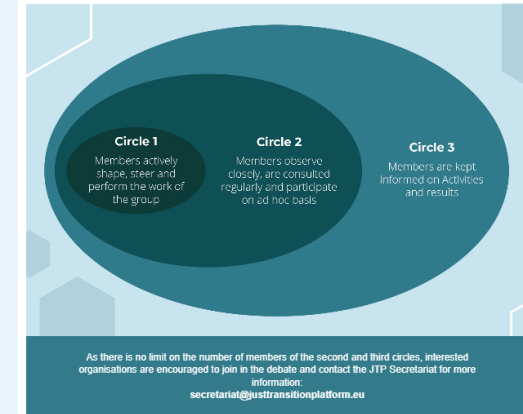 Circle 1
Members actively
shape, steer and
perform the work of
the group
Circle 2
Members observe
closely, are consulted
regularly and participate
on ad hoc basis
Circle 3
Members are kept
informed on Activities
and results
As there is no limit on the number of members of the second and third circles, interested
organisations are encouraged to join in the debate and contact the JTP Secretariat for more
information:
secretariat@justtransitionplatform.eu